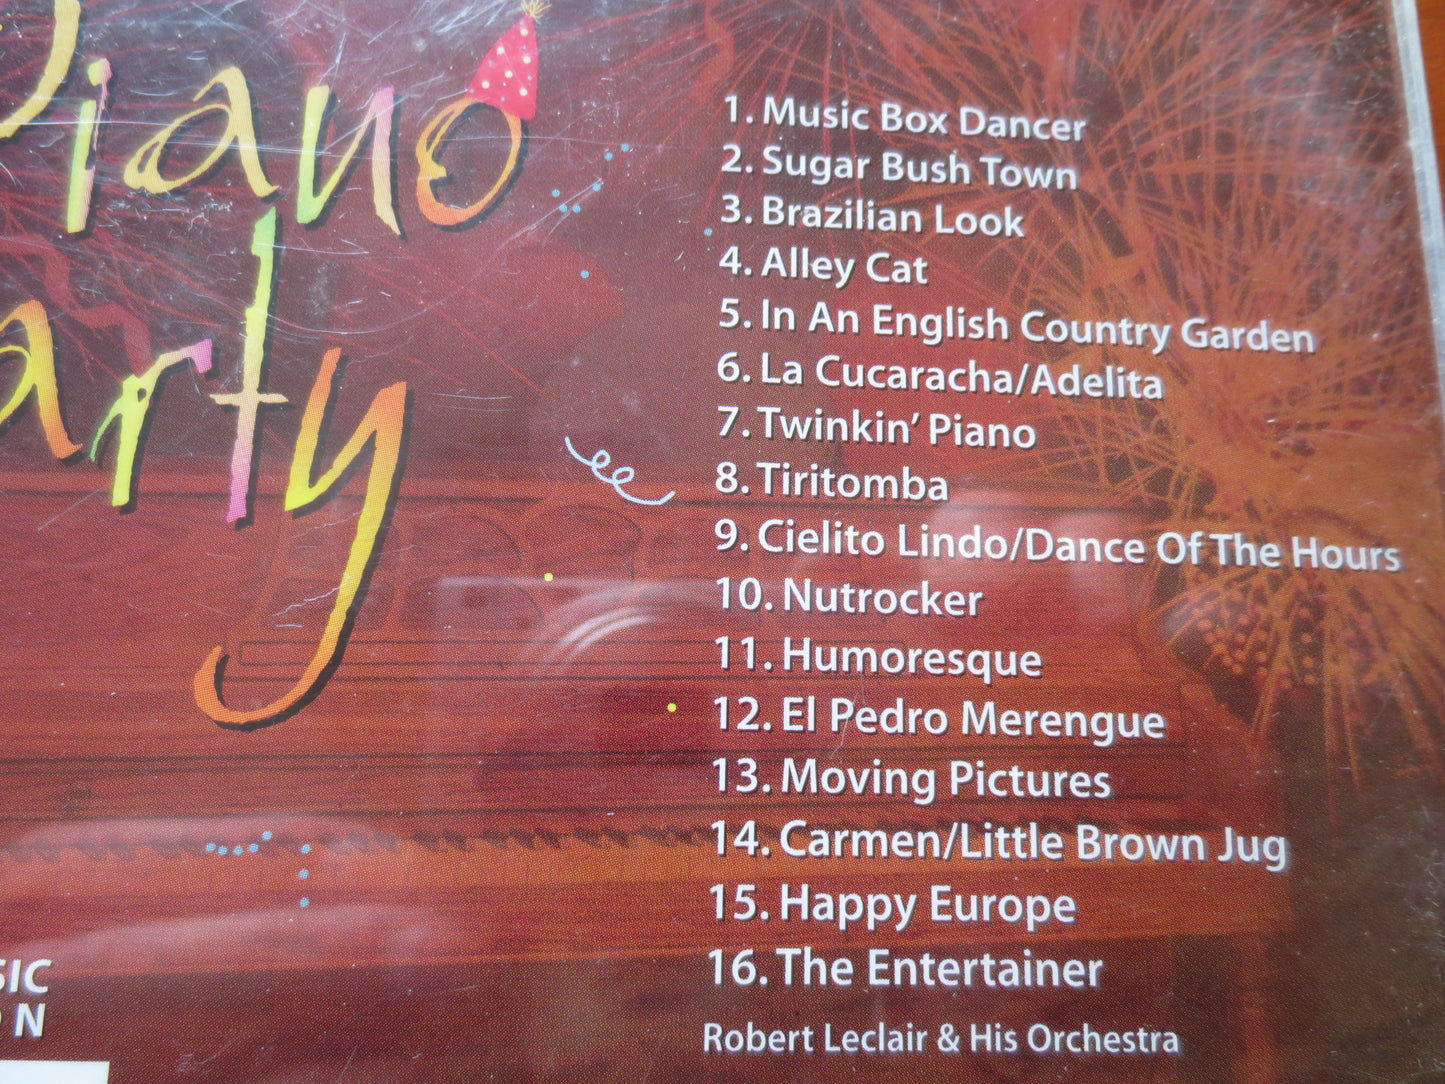 Piano
arty
1. Music Box Dancer
2. Sugar Bush Town
3. Brazilian Look
4. Alley Cat
5. In An English Country Garden
6. La Cucaracha/Adelita
7. Twinkin' Piano
8. Tiritomba
9. Cielito Lindo/Dance Of The Hours
10. Nutrocker
11. Humoresque
12. El Pedro Merengue
13. Moving Pictures
14. Carmen/Little Brown Jug
15. Happy Europe
16. The Entertainer
Robert Leclair & His Orchestra
SIC
ON